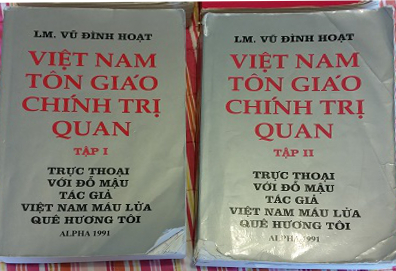 LM. VŨ ĐÌNH HOẠT
VIỆT NAM
TÔN GIÁO
CHÍNH TRỊ
QUAN
TẬP I
TRỰC THOẠI
VỚI ĐỖ MẬU
TÁC GIẢ
VIỆT NAM MÁU LỬA
QUÊ HƯƠNG TÔI
ALPHA 1991
LM. VŨ ĐÌNH HOẠT
VIỆT NAM
TÔN GIÁO
CHÍNH TRỊ
QUAN
TẬP II
TRỰC THOẠI
VỚI ĐỖ MẬU
TÁC GIẢ
VIỆT NAM MÁU LỬA
QUÊ HƯƠNG TÔI
ALPHA 1991